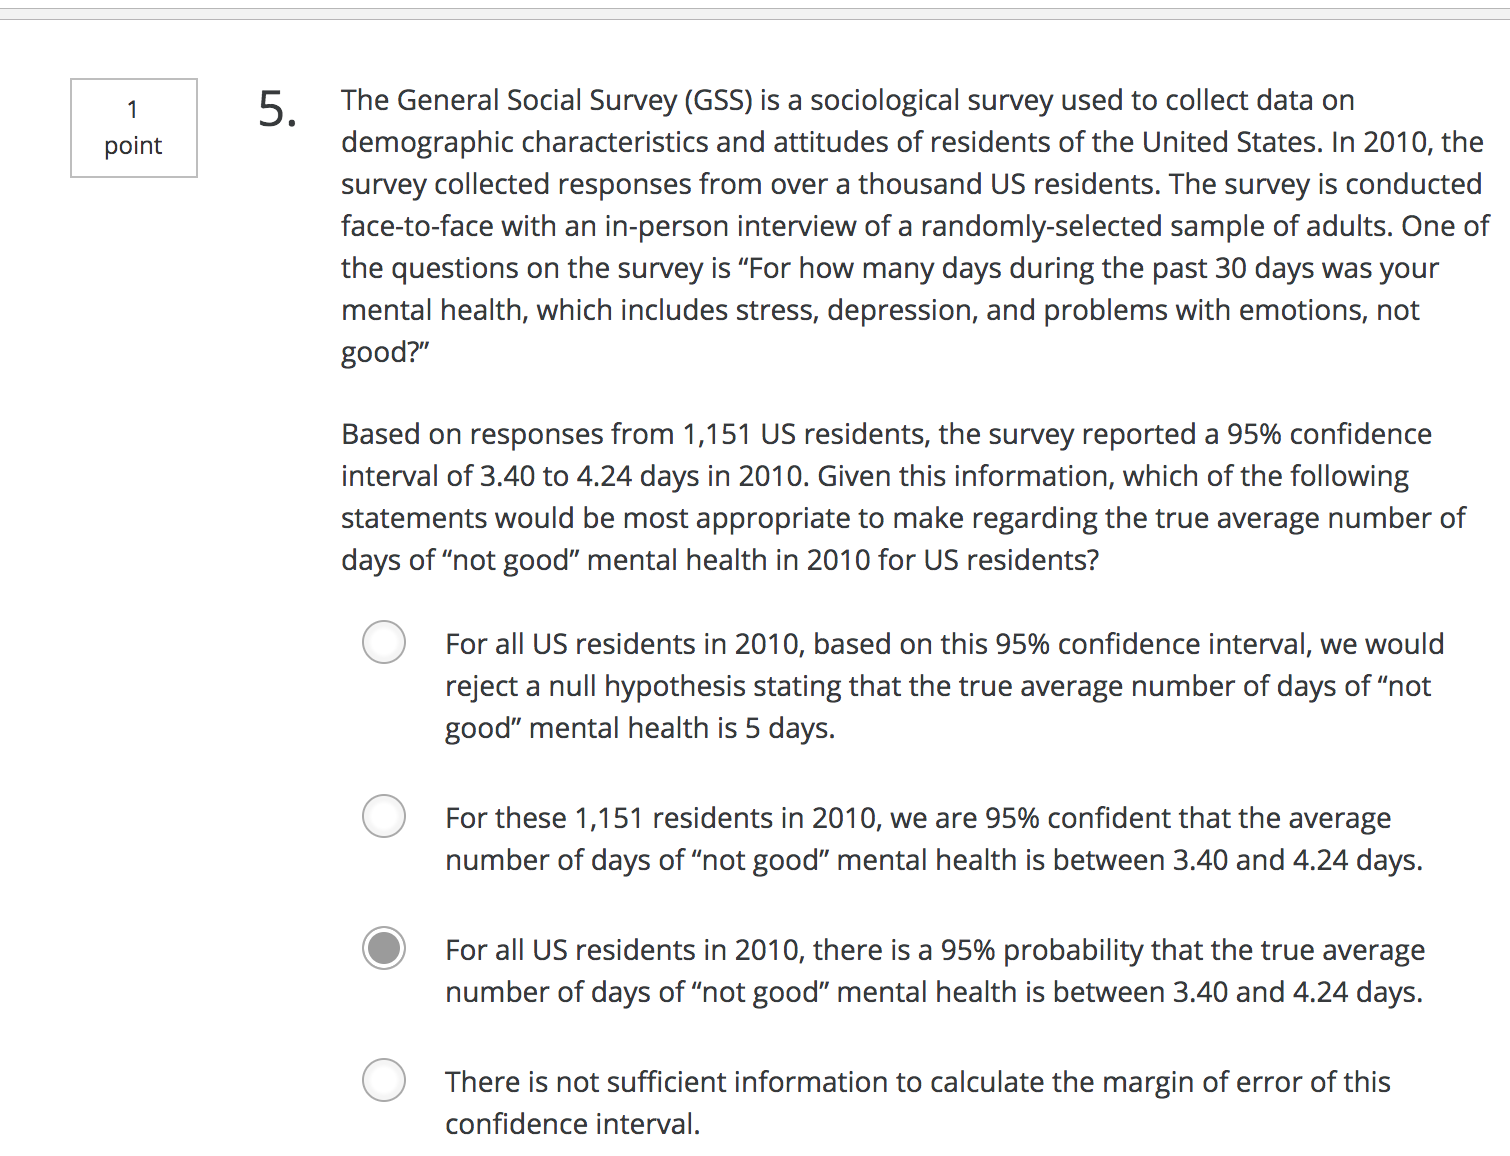 1
point
5.
The General Social Survey (GSS) is a sociological survey used to collect data on
demographic characteristics and attitudes of residents of the United States. In 2010, the
survey collected responses from over a thousand US residents. The survey is conducted
face-to-face with an in-person interview of a randomly-selected sample of adults. One of
the questions on the survey is “For how many days during the past 30 days was your
mental health, which includes stress, depression, and problems with emotions, not
good?”
Based on responses from 1,151 US residents, the survey reported a 95% confidence
interval of 3.40 to 4.24 days in 2010. Given this information, which of the following
statements would be most appropriate to make regarding the true average number of
days of “not good” mental health in 2010 for US residents?
For all US residents in 2010, based on this 95% confidence interval, we would
reject a null hypothesis stating that the true average number of days of “not
good” mental health is 5 days.
For these 1,151 residents in 2010, we are 95% confident that the average
number of days of “not good” mental health is between 3.40 and 4.24 days.
For all US residents in 2010, there is a 95% probability that the true average
number of days of “not good” mental health is between 3.40 and 4.24 days.
There is not sufficient information to calculate the margin of error of this
confidence interval.